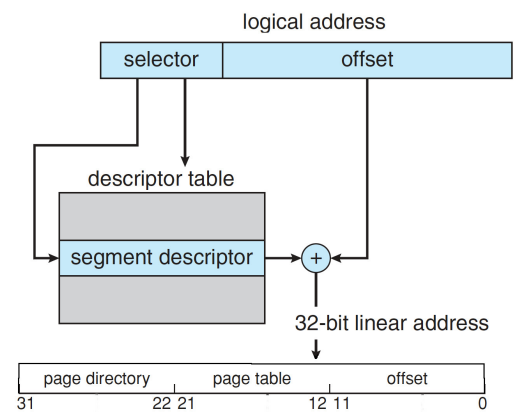 logical address
selector offset
descriptor table
segment descriptor +
32-bit linear address
page directory page table offset
31 22 21 12 11 0